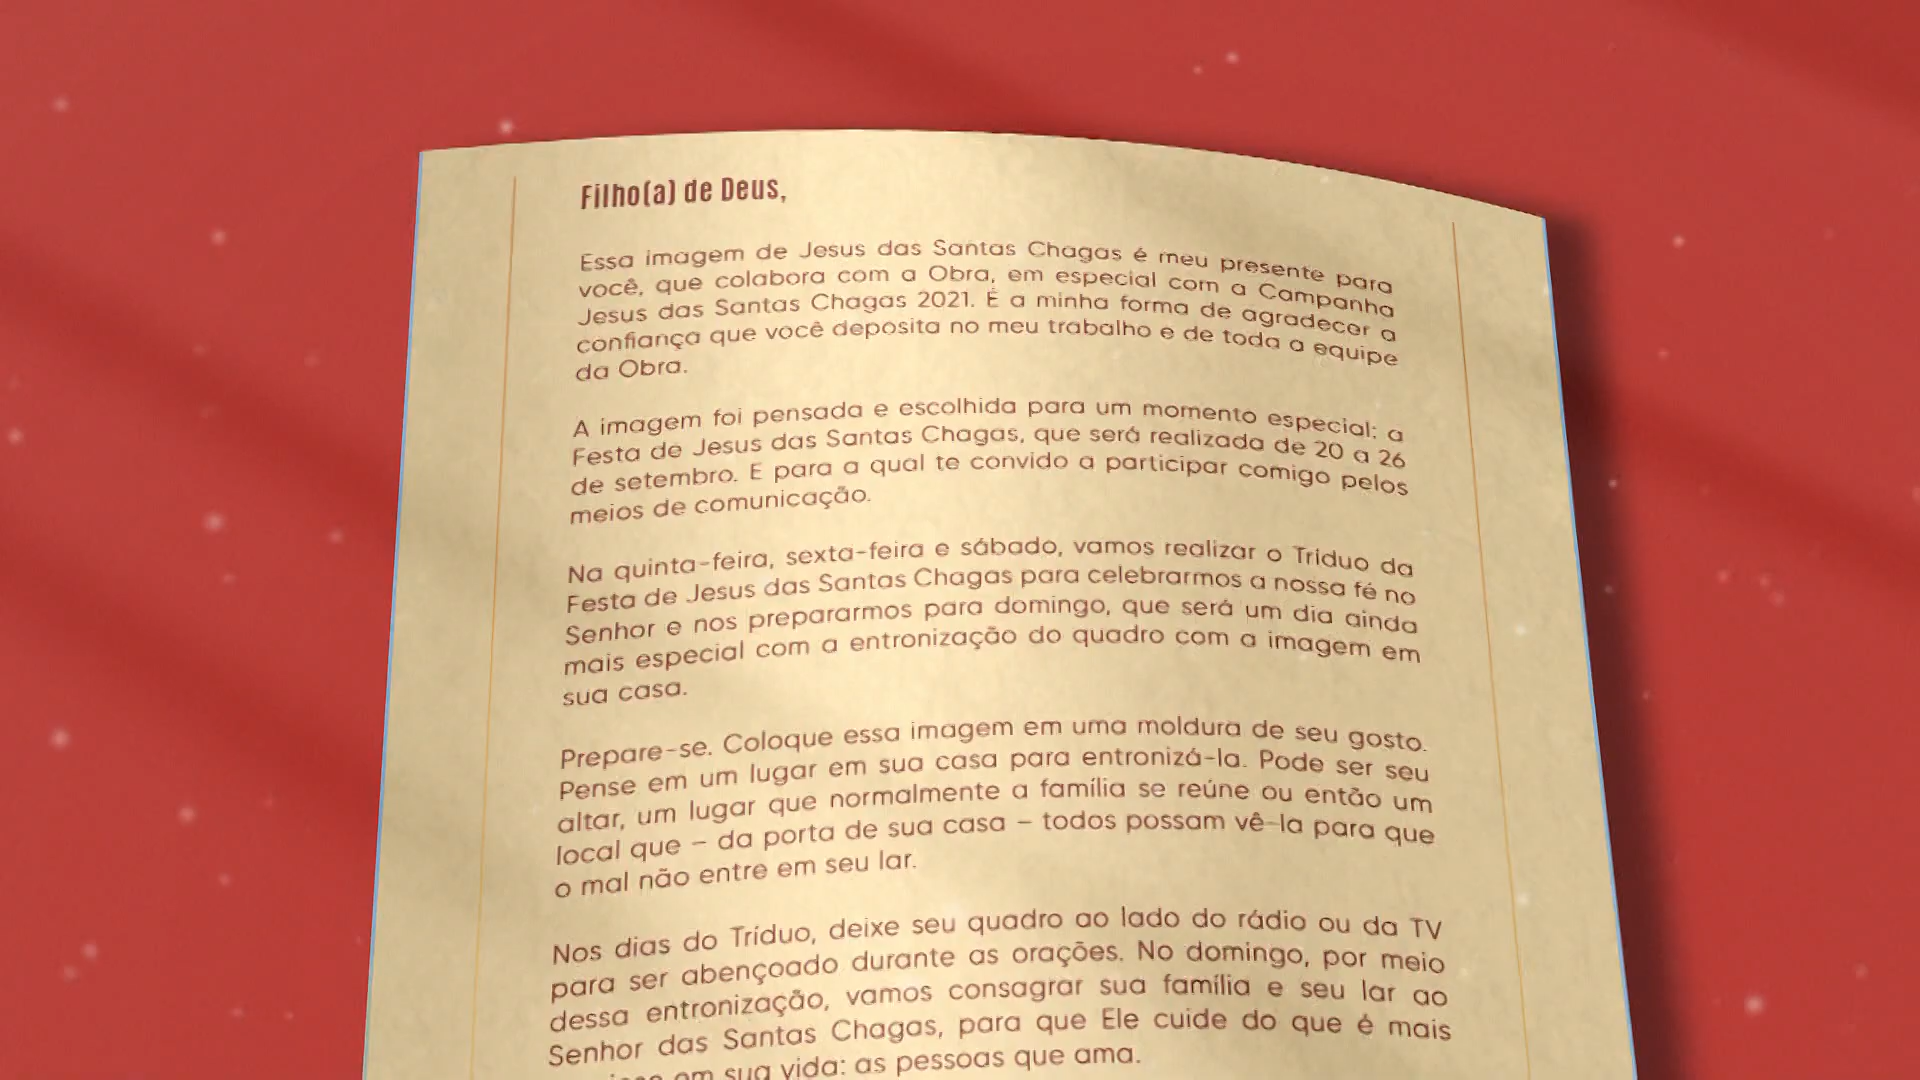 Filho(a) de Deus,
Essa imagem de Jesus das Santas Chagas é meu presente para
você, que colabora com a Obra, em especial com a Campanha
Jesus das Santas Chagas 2021. É a minha forma de agradecer a
confiança que você deposita no meu trabalho e de toda a equipe
da Obra.
A imagem foi pensada e escolhida para um momento especial: a
Festa de Jesus das Santas Chagas, que será realizada de 20 a 26
de setembro. E para a qual te convido a participar comigo pelos
meios de comunicação.
Na quinta-feira, sexta-feira e sábado, vamos realizar o Tríduo da
Festa de Jesus das Santas Chagas para celebrarmos a nossa fé no
Senhor e nos prepararmos para domingo, que será um dia ainda
mais especial com a entronização do quadro com a imagem em
sua casa.
Prepare-se. Coloque essa imagem em uma moldura de seu gosto.
Pense em um lugar em sua casa para entronizá-la. Pode ser seu
altar, um lugar que normalmente a família se reúne ou então um
local que – da porta de sua casa – todos possam vê-la para que
o mal não entre em seu lar.
Nos dias do Tríduo, deixe seu quadro ao lado do rádio ou da TV
para ser abençoado durante as orações. No domingo, por meio
dessa entronização, vamos consagrar sua família e seu lar ao
Senhor das Santas Chagas, para que Ele cuide do que é mais
em sua vida: as pessoas que ama.